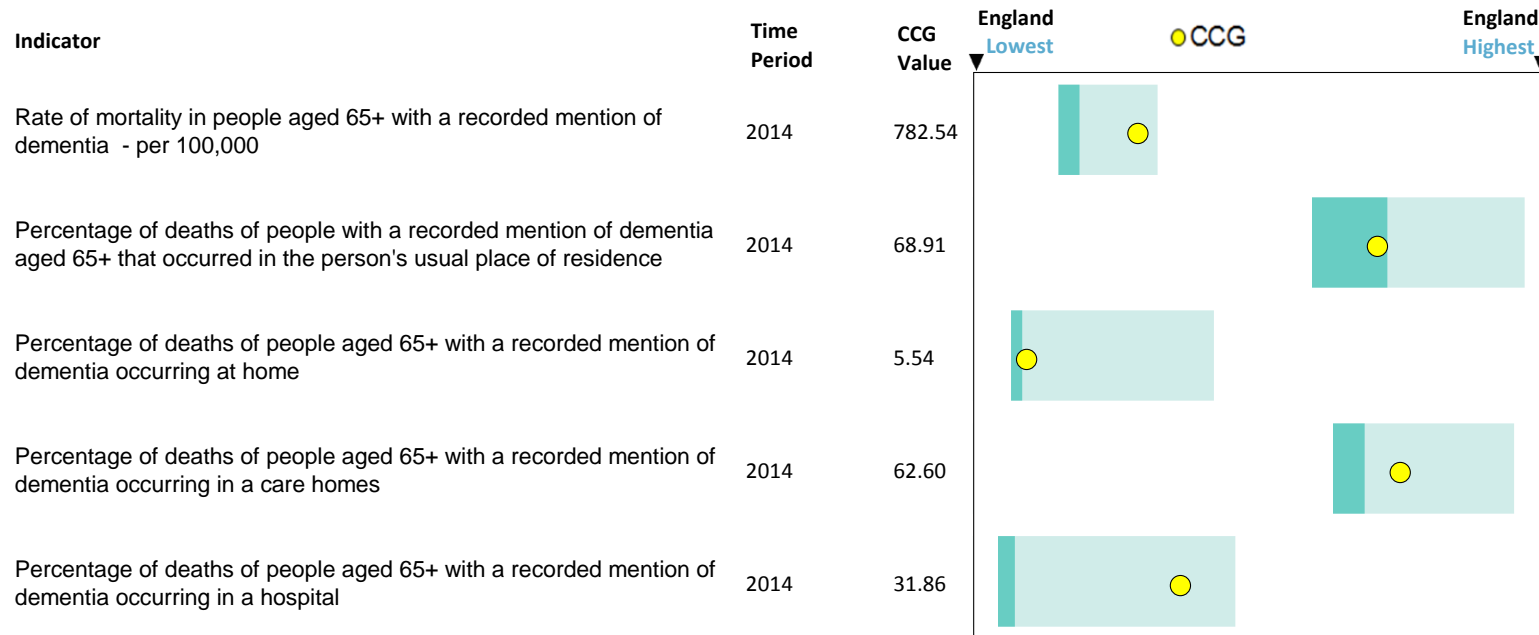 Indicator
Time
Period
CCG
Value
England
Lowest
CCG
England
Highest
Rate of mortality in people aged 65+ with a recorded mention of
dementia  - per 100,000
2014
782.54
Percentage of deaths of people with a recorded mention of dementia
aged 65+ that occurred in the person's usual place of residence
2014
68.91
Percentage of deaths of people aged 65+ with a recorded mention of
dementia occurring at home
2014
5.54
Percentage of deaths of people aged 65+ with a recorded mention of
dementia occurring in a care homes
2014
62.60
Percentage of deaths of people aged 65+ with a recorded mention of
dementia occurring in a hospital
2014
31.86